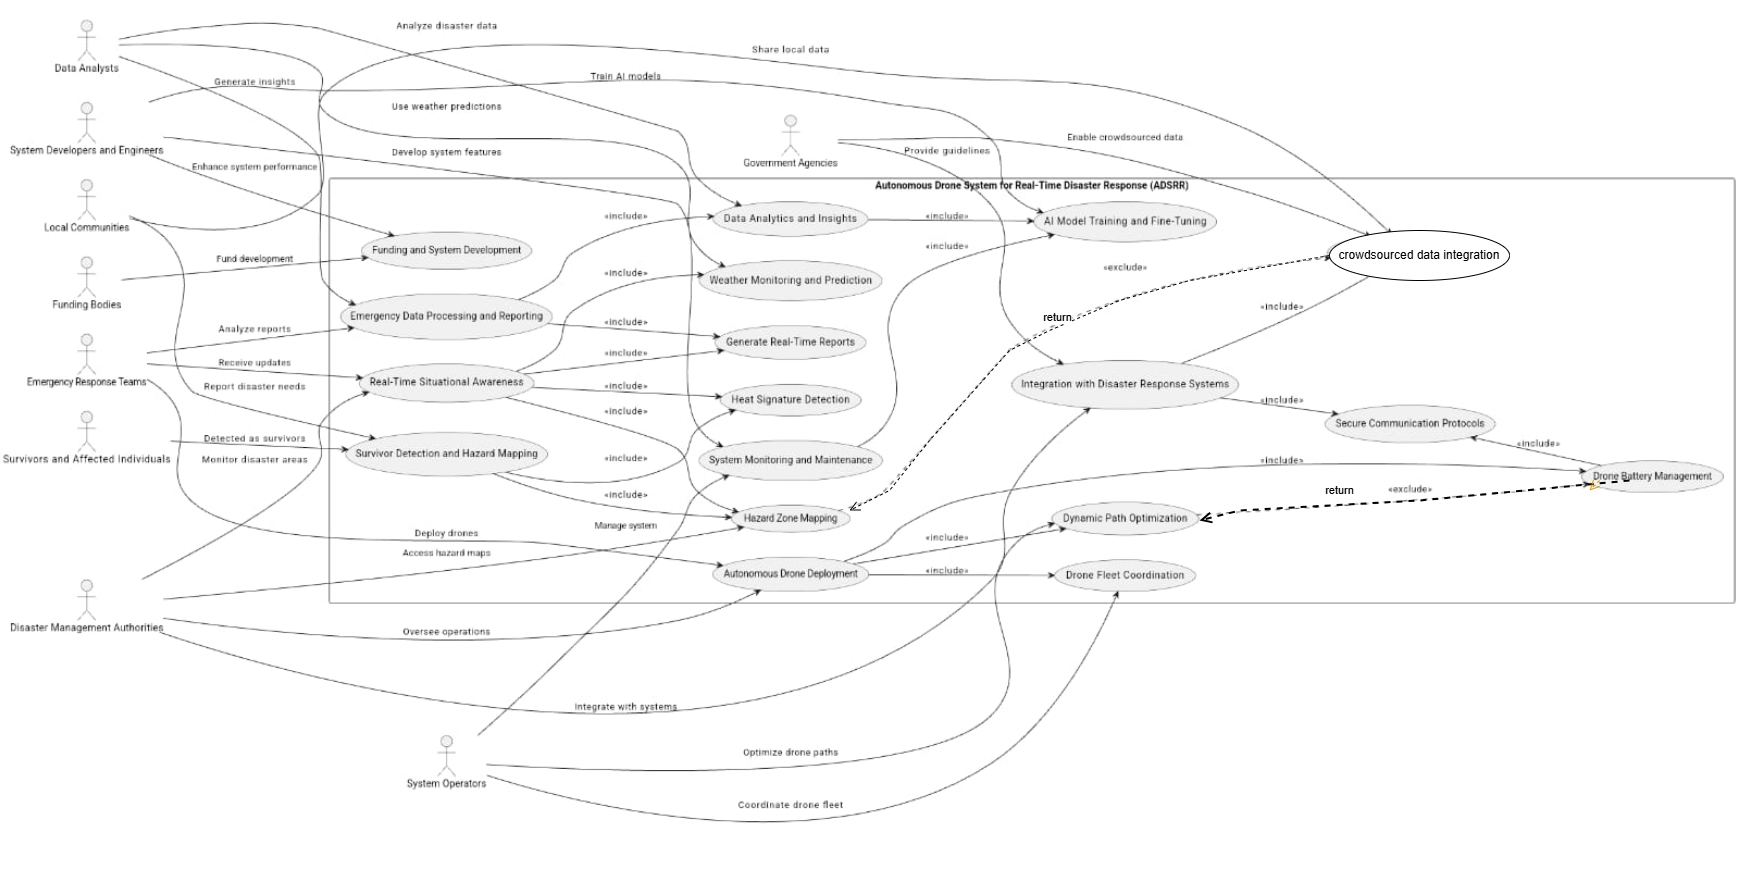 Analyze disaster data
Data Analysts
Share local data
Generate insights
Train AI models
Use weather predictions
System Developers and Engineers
Develop system features
Enhance system performance
Government Agencies
Enable crowdsourced data
Provide guidelines
Autonomous Drone System for Real-Time Disaster Response (ADSRR)
Local Communities
«include»
Data Analytics and Insights
«include»
AI Model Training and Fine-Tuning
Funding and System Development
«include»
crowdsourced data integration
Fund development
«exclude»
«include»
Weather Monitoring and Prediction
Funding Bodies
«include»
Emergency Data Processing and Reporting
return
«include»
Analyze reports
Generate Real-Time Reports
«include»
Receive updates
Emergency Response Teams
Real-Time Situational Awareness
Report disaster needs
«include»
Heat Signature Detection
Integration with Disaster Response Systems
«include»
«include»
Secure Communication Protocols
Detected as survivors
Survivors and Affected Individuals
Monitor disaster areas
Survivor Detection and Hazard Mapping
«include»
System Monitoring and Maintenance
«include»
«include»
Drone Battery Management
«include»
return
«exclude»
Hazard Zone Mapping
Dynamic Path Optimization
Manage system
Deploy drones
«include»
Access hazard maps
Autonomous Drone Deployment
«include»
Drone Fleet Coordination
Disaster Management Authorities
Oversee operations
Integrate with systems
Optimize drone paths
System Operators
Coordinate drone fleet